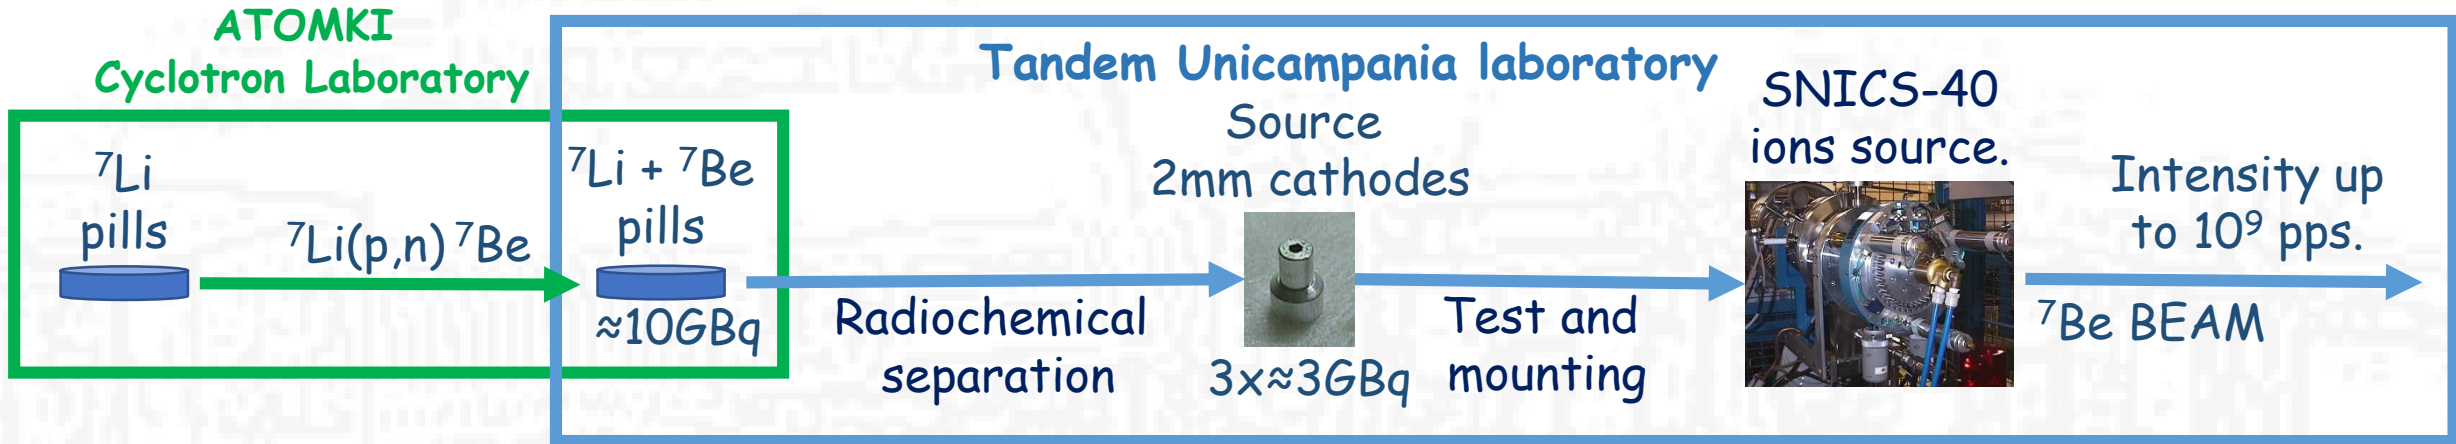 ATOMKI
Cyclotron Laboratory
⁷Li
pills
⁷Li(p,n) ⁷Be
⁷Li + ⁷Be
pills
≈10GBq
Tandem Unicampania laboratory
Radiochemical
separation
Source
2mm cathodes
3x≈3GBq
Test and
mounting
SNICS-40
ions source.
Intensity up
to 10⁹ pps.
⁷Be BEAM